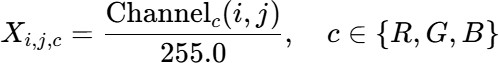 X_{i,j,c} = \frac{\text{Channel}_c(i, j)}{255.0}, \quad c \in \{R, G, B\}